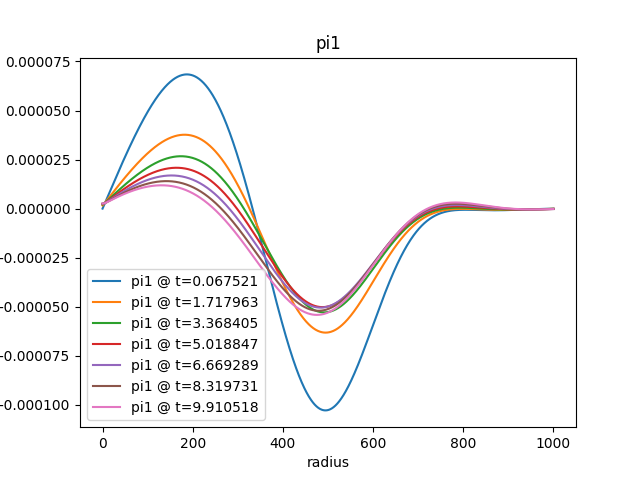 pi1
0.000075
0.000050
0.000025
0.000000
-0.000025
-0.000050
-0.000075
-0.000100
pi1 @ t=0.067521
pi1 @ t=1.717963
pi1 @ t=3.368405
pi1 @ t=5.018847
pi1 @ t=6.669289
pi1 @ t=8.319731
pi1 @ t=9.910518
0 200 400 600 800 1000
radius